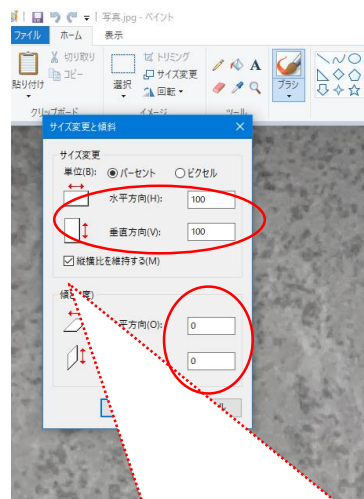 写真.jpg - ペイント
ファイル ホーム 表示
貼り付け
切り取り
コピー
クリップボード
選択
トリミング
サイズ変更
回転
イメージ
A
ツール
ブラシ
サイズ変更と傾斜
サイズ変更
単位(B): パーセント ピクセル
水平方向(H): 100
垂直方向(V): 100
縦横比を維持する(M)
平方向(O): 0
0